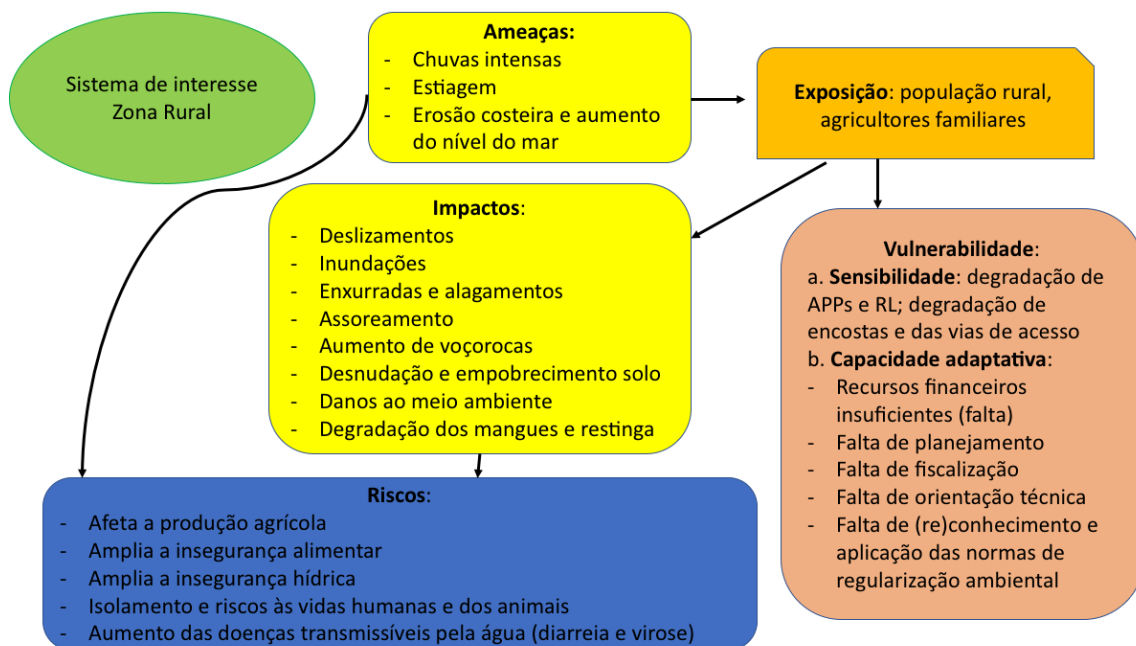 Sistema de interesse
Zona Rural
Ameaças:
- Chuvas intensas
- Estiagem
- Erosão costeira e aumento
do nível do mar
Exposição: população rural,
agricultores familiares
Impactos:
- Deslizamentos
- Inundações
- Enxurradas e alagamentos
- Assoreamento
- Aumento de voçorocas
- Desnudação e empobrecimento solo
- Danos ao meio ambiente
- Degradação dos mangues e restinga
Vulnerabilidade:
a. Sensibilidade: degradação de
APPs e RL; degradação de
encostas e das vias de acesso
b. Capacidade adaptativa:
- Recursos financeiros
insuficientes (falta)
- Falta de planejamento
- Falta de fiscalização
- Falta de orientação técnica
- Falta de (re)conhecimento e
aplicação das normas de
regularização ambiental
Riscos:
- Afeta a produção agrícola
- Amplia a insegurança alimentar
- Amplia a insegurança hídrica
- Isolamento e riscos às vidas humanas e dos animais
- Aumento das doenças transmissíveis pela água (diarreia e virose)